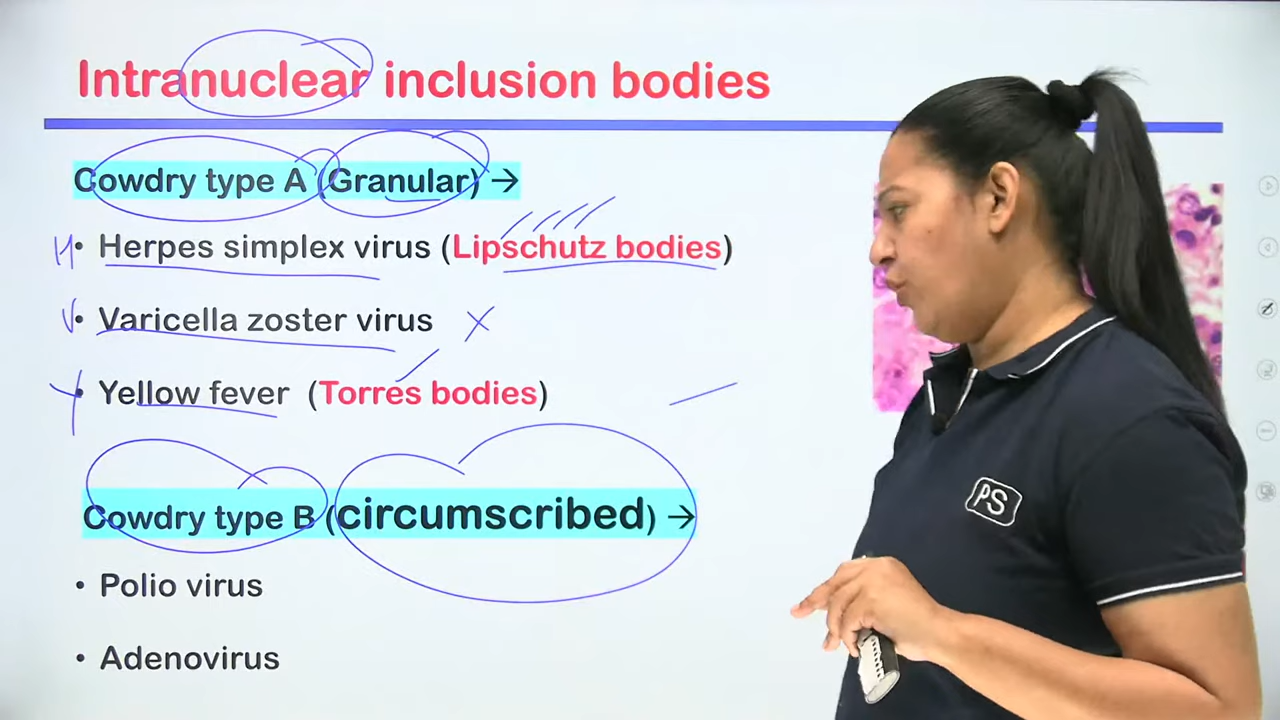 Intranuclear inclusion bodies
Cowdry type A (Granular) →
H • Herpes simplex virus (Lipschutz bodies)
V • Varicella zoster virus X
Y • Yellow fever (Torres bodies)
Cowdry type B (circumscribed) →
• Polio virus
• Adenovirus
PS